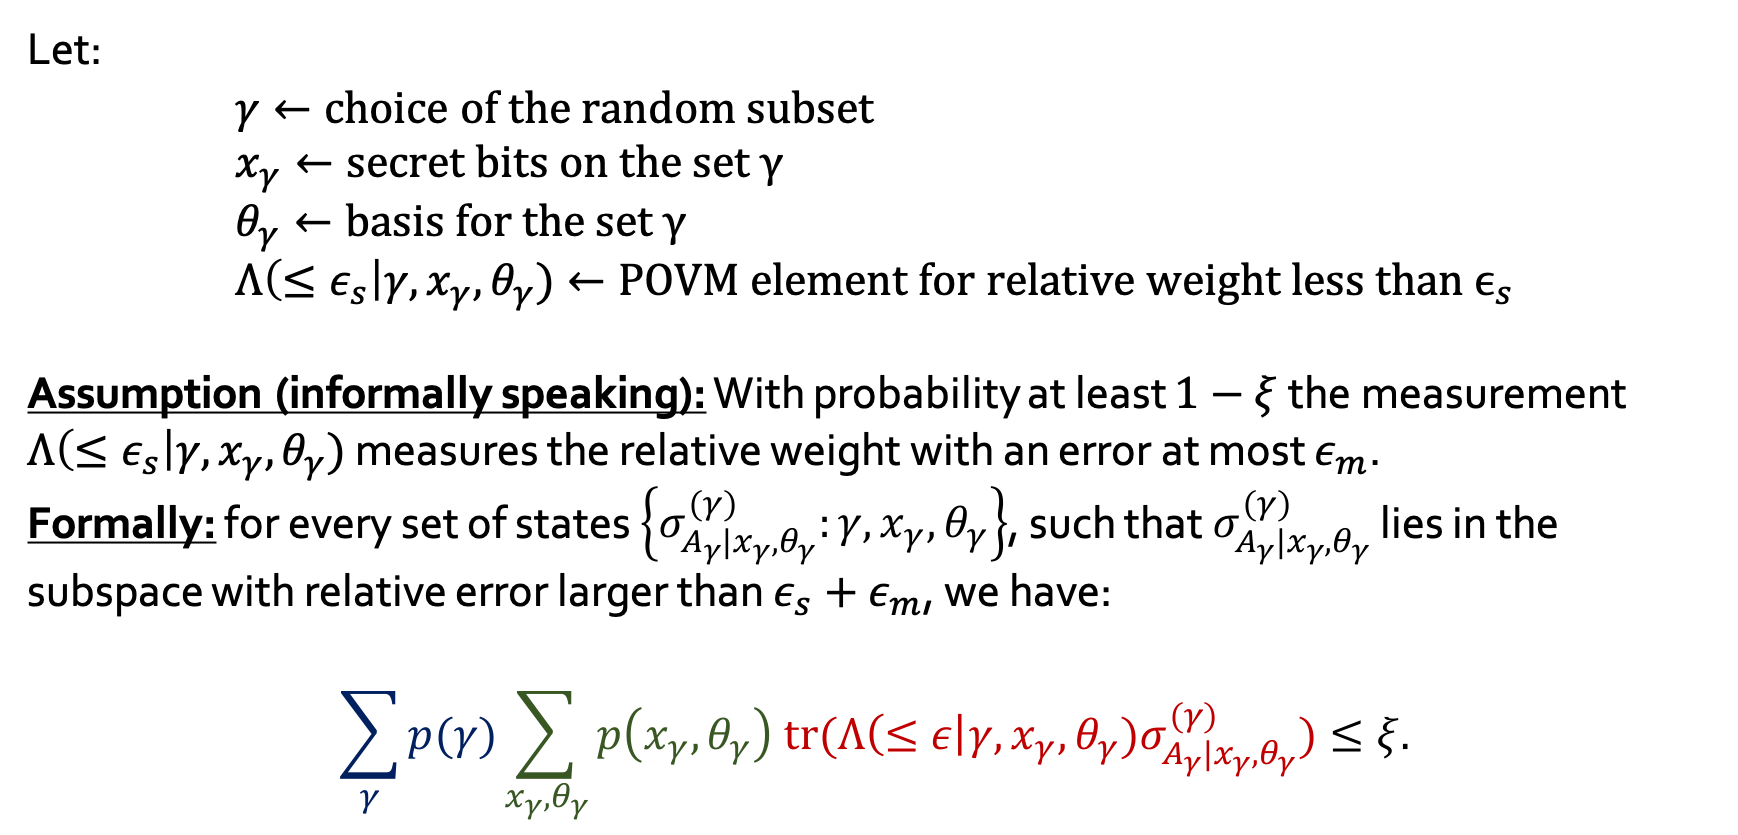 Let:
γ ← choice of the random subset
x_γ ← secret bits on the set γ
θ_γ ← basis for the set γ
Λ(≤ ϵ_s|γ, x_γ, θ_γ) ← POVM element for relative weight less than ϵ_s
Assumption (informally speaking): With probability at least 1 − ξ the measurement
Λ(≤ ϵ_s|γ, x_γ, θ_γ) measures the relative weight with an error at most ϵ_m.
Formally: for every set of states {σ^{(γ)}_{A_γ|x_γ,θ_γ} : γ, x_γ, θ_γ}, such that σ^{(γ)}_{A_γ|x_γ,θ_γ} lies in the
subspace with relative error larger than ϵ_s + ϵ_m, we have:
∑_γ p(γ) ∑_{x_γ,θ_γ} p(x_γ, θ_γ) tr(Λ(≤ ϵ|γ, x_γ, θ_γ)σ^{(γ)}_{A_γ|x_γ,θ_γ}) ≤ ξ.